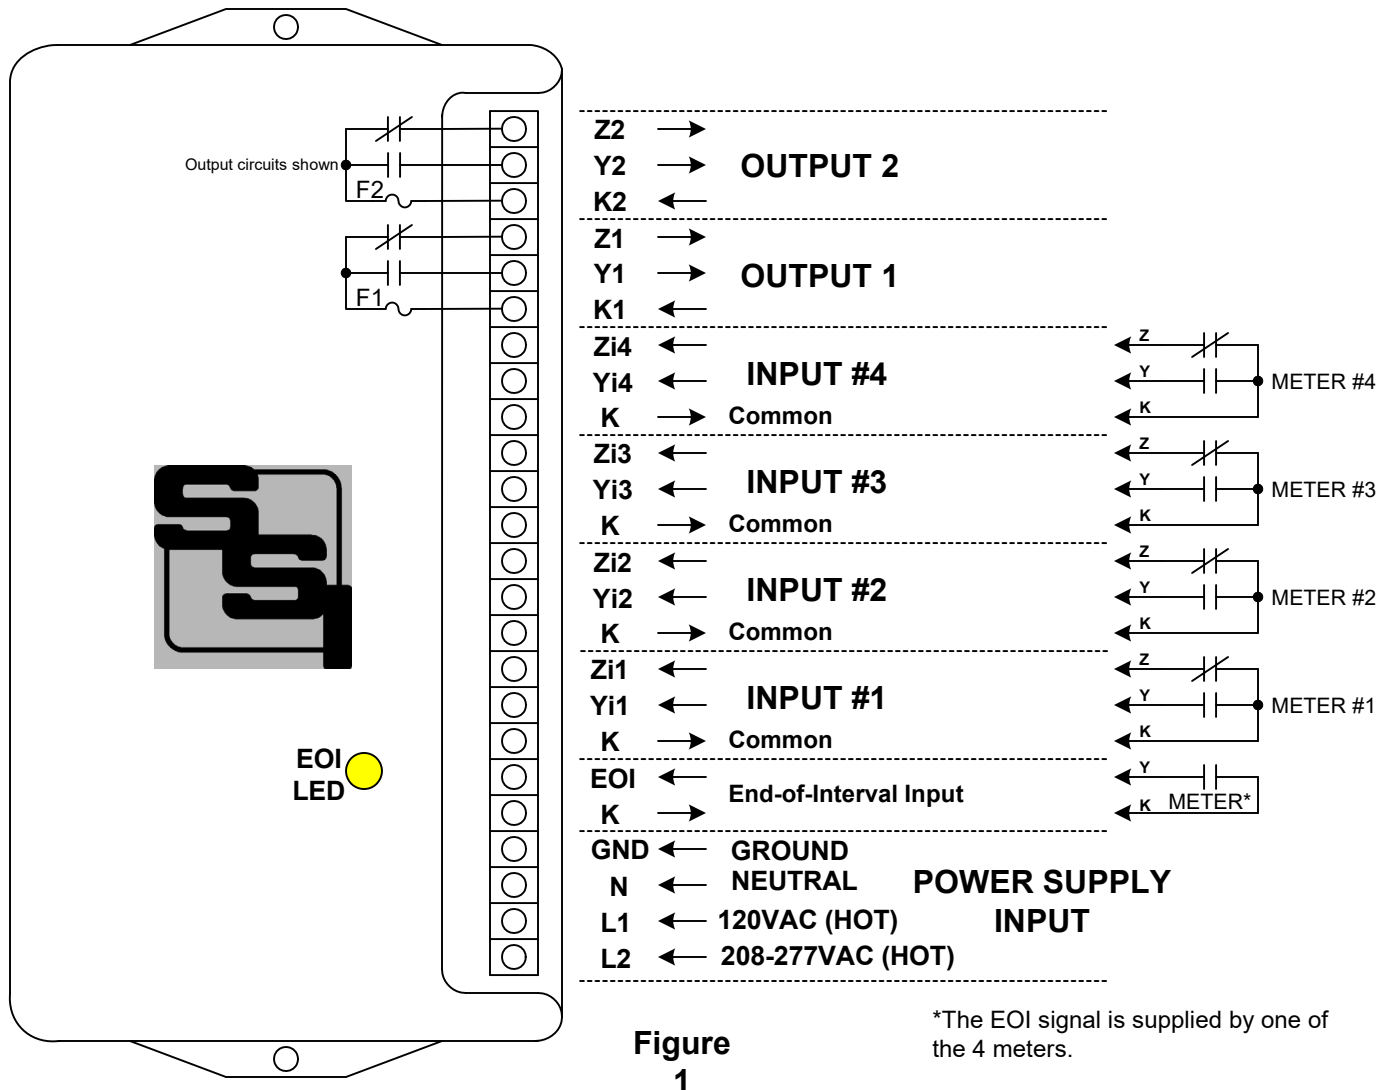 Output circuits shown
F2
F1
Z2
Y2 OUTPUT 2
K2
Z1
Y1 OUTPUT 1
K1
Zi4
Yi4 INPUT #4
K Common
Z
Y METER #4
K
Zi3
Yi3 INPUT #3
K Common
Z
Y METER #3
K
Zi2
Yi2 INPUT #2
K Common
Z
Y METER #2
K
Zi1
Yi1 INPUT #1
K Common
Z
Y METER #1
K
SSI
EOI
LED
EOI
K
End-of-Interval Input
Y
K METER*
GND GROUND
N NEUTRAL
L1 120VAC (HOT)
L2 208-277VAC (HOT)
POWER SUPPLY
INPUT
Figure
1
*The EOI signal is supplied by one of
the 4 meters.